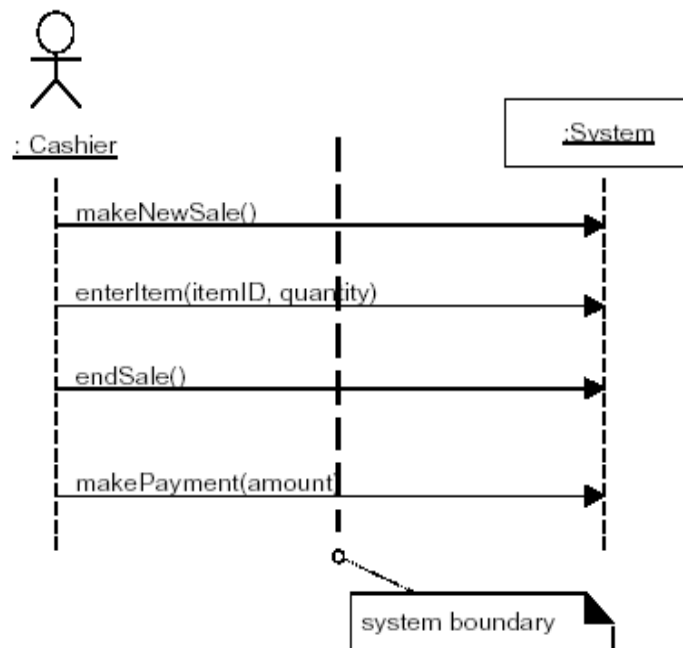 : Cashier
:System
makeNewSale()
enterItem(itemID, quantity)
endSale()
makePayment(amount)
system boundary